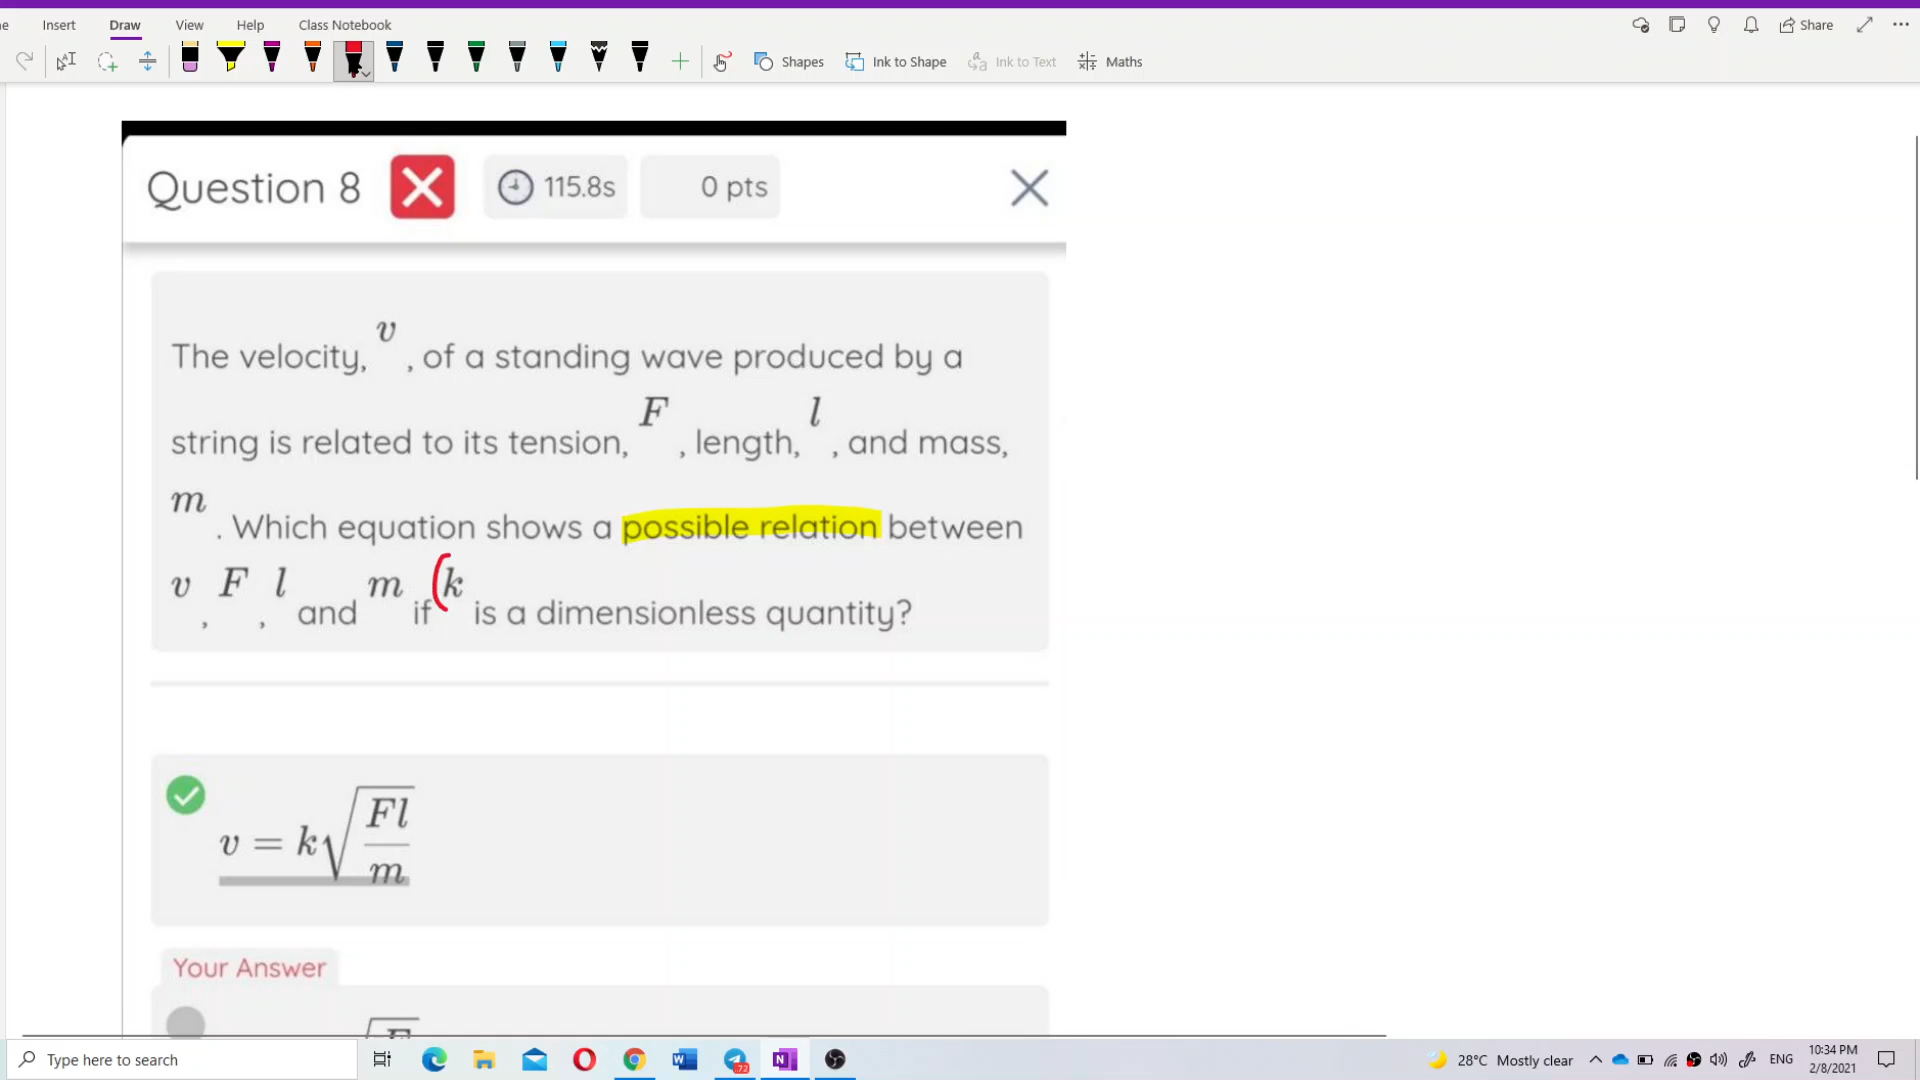 Insert Draw View Help Class Notebook Share
Shapes Ink to Shape Ink to Text Maths
Question 8 115.8s 0 pts
The velocity, v, of a standing wave produced by a
string is related to its tension, F, length, l, and mass,
m. Which equation shows a possible relation between
v, F, l and m if (k is a dimensionless quantity?
v = k√(Fl/m)
Your Answer
Type here to search
72
28°C Mostly clear ENG 10:34 PM
2/8/2021